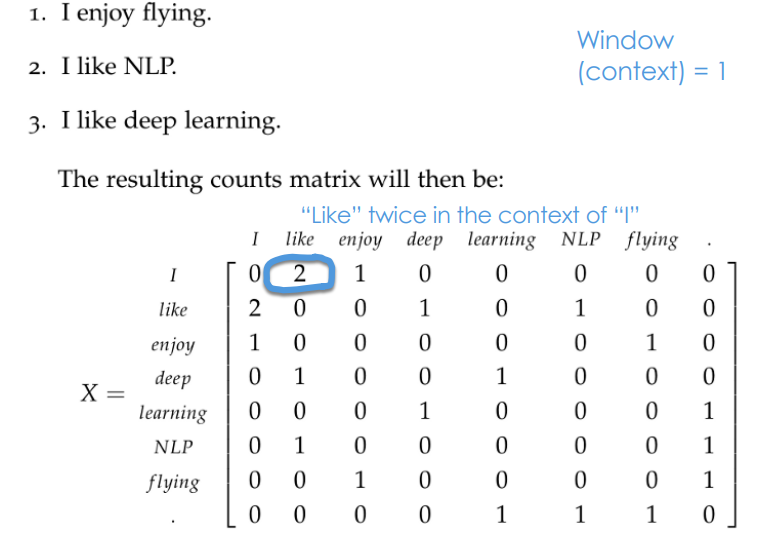 1. I enjoy flying.
Window
(context) = 1
2. I like NLP.
3. I like deep learning.
The resulting counts matrix will then be:
“Like” twice in the context of “I”
I like enjoy deep learning NLP flying .
I 0 2 1 0 0 0 0 0
like 2 0 0 1 0 1 0 0
enjoy 1 0 0 0 0 0 1 0
deep 0 1 0 0 1 0 0 0
X =
learning 0 0 0 1 0 0 0 1
NLP 0 1 0 0 0 0 0 1
flying 0 0 1 0 0 0 0 1
. 0 0 0 0 1 1 1 0